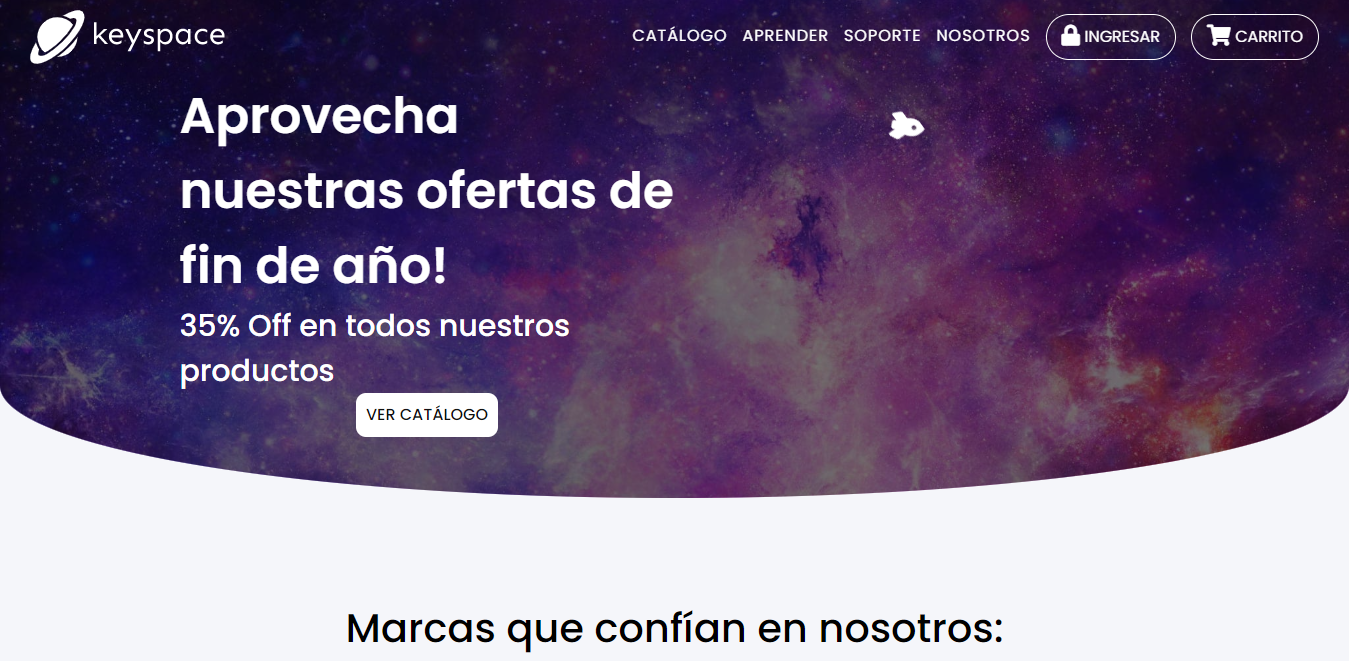 keyspace
CATÁLOGO APRENDER SOPORTE NOSOTROS INGRESAR CARRITO
Aprovecha
nuestras ofertas de
fin de año!
35% Off en todos nuestros
productos
VER CATÁLOGO
Marcas que confían en nosotros: